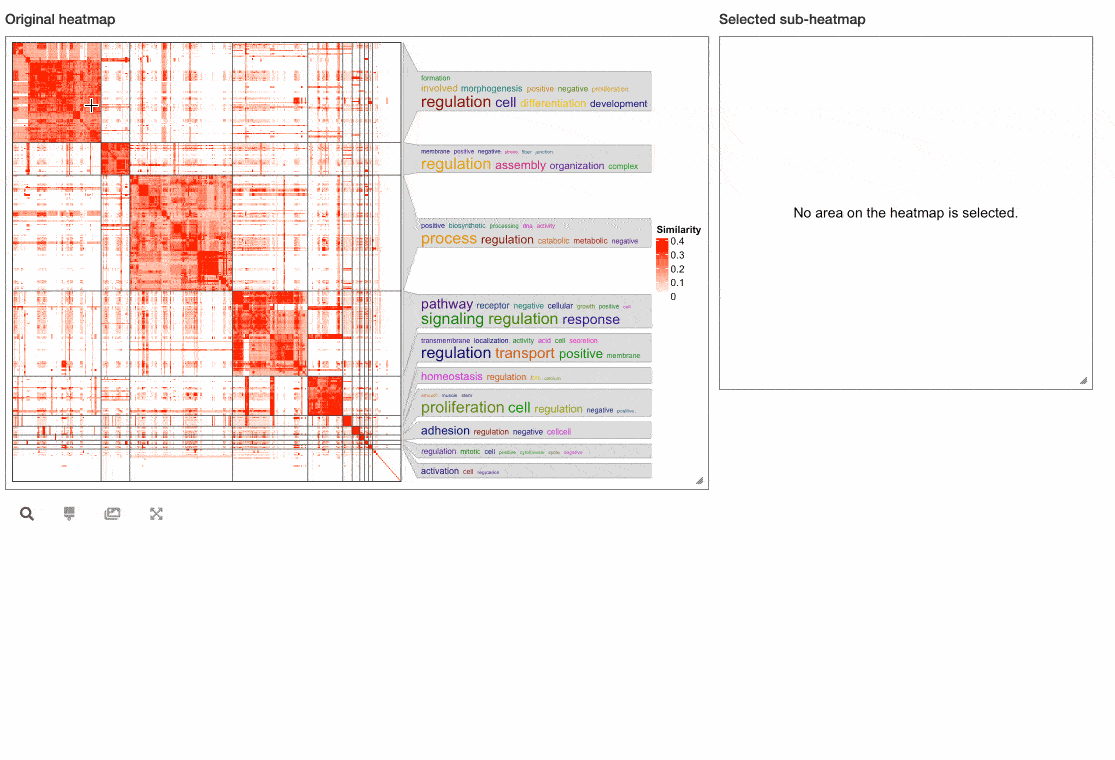 Original heatmap
Selected sub-heatmap
formation
involved morphogenesis positive negative proliferation
regulation cell differentiation development
membrane positive negative fiber junction
regulation assembly organization complex
No area on the heatmap is selected.
positive biosynthetic processing rna activity
process regulation catabolic metabolic negative
Similarity
0.4
0.3
0.2
0.1
0
pathway receptor negative cellular growth positive cell
signaling regulation response
transmembrane localization activity acid cell secretion
regulation transport positive membrane
homeostasis regulation calcium
smooth muscle stem
proliferation cell regulation negative positive
adhesion regulation negative cellcell
regulation mitotic cell positive cytokinesis cycle negative
activation cell regulation